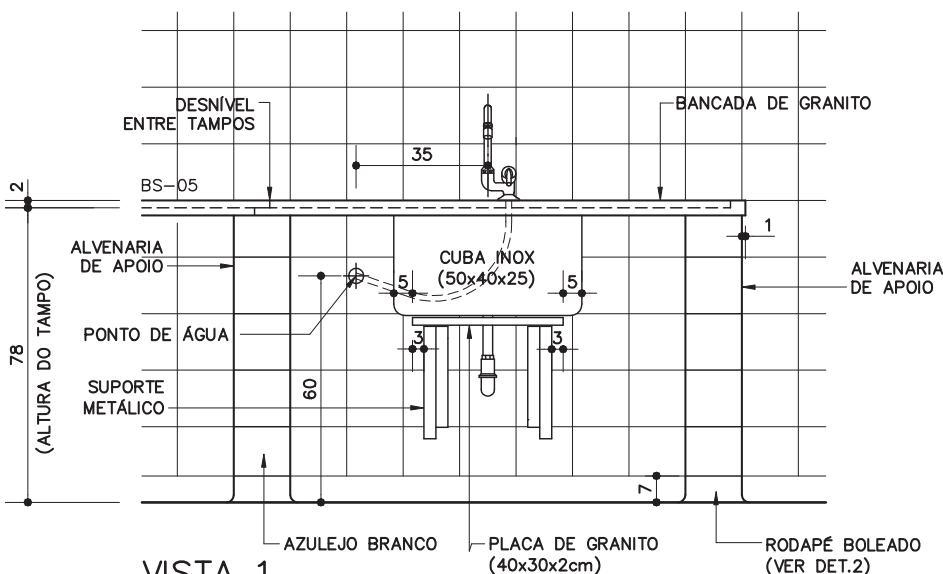 DESNÍVEL
ENTRE TAMPOS
BANCADA DE GRANITO
35
2
BS-05
1
ALVENARIA
DE APOIO
CUBA INOX
(50x40x25)
5
5
ALVENARIA
DE APOIO
PONTO DE ÁGUA
3
3
78
(ALTURA DO TAMPO)
60
SUPORTE
METÁLICO
7
AZULEJO BRANCO
PLACA DE GRANITO
(40x30x2cm)
RODAPÉ BOLEADO
(VER DET.2)
VISTA 1